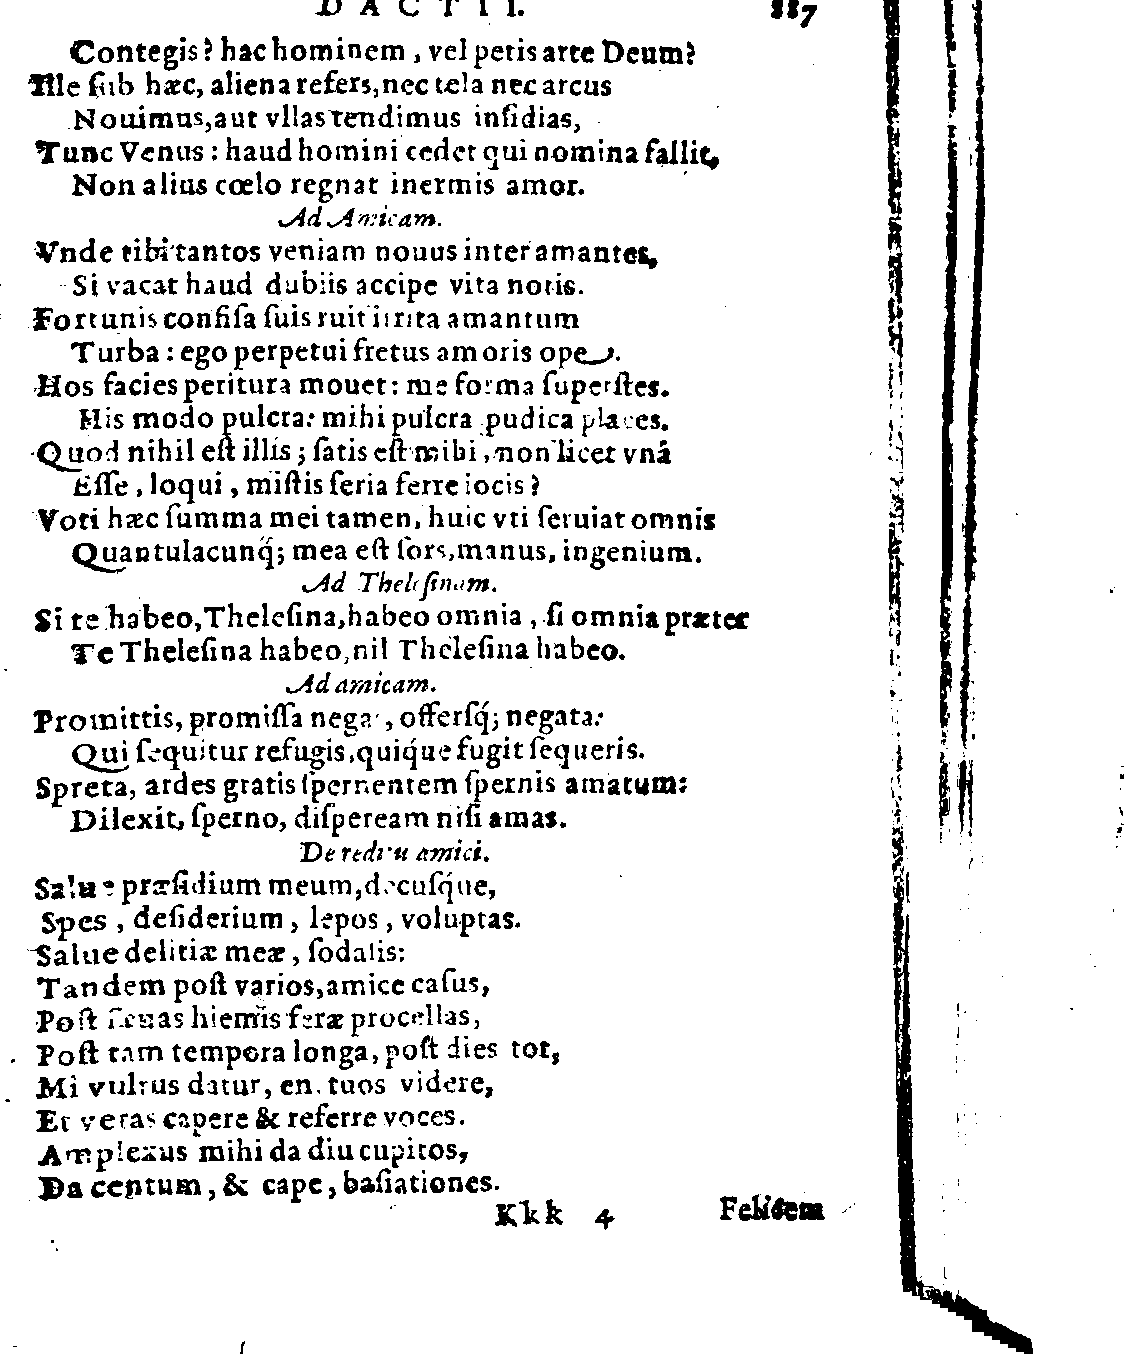 DACTII. 887
Contegis? hac hominem, vel petis arte Deum?
Ille ſub hæc, aliena refers, nec tela nec arcus
Nouimus, aut vllas tendimus inſidias,
Tunc Venus: haud homini cedet qui nomina fallit,
Non alius cœlo regnat inermis amor.
Ad Amicam.
Vnde tibi tantos veniam nouus inter amantes,
Si vacat haud dubiis accipe vita notis.
Fortunis confiſa ſuis ruit irrita amantum
Turba: ego perpetui fretus amoris ope.
Hos facies peritura mouet: me forma ſuperſtes.
His modo pulcra: mihi pulcra pudica places.
Quod nihil eſt illis; ſatis eſt mihi, non licet vnâ
Eſſe, loqui, miſtis ſeria ferre iocis?
Voti hæc ſumma mei tamen, huic vti ſeruiat omnis
Quantulacunq́; mea eſt ſors, manus, ingenium.
Ad Theleſinam.
Si te habeo, Theleſina, habeo omnia, ſi omnia præter
Te Theleſina habeo, nil Theleſina habeo.
Ad amicam.
Promittis, promiſſa negas, offerſq́; negata:
Qui ſequitur refugis, quiq́ue fugit ſequeris.
Spreta, ardes gratis ſpernentem ſpernis amatum:
Dilexit, ſperno, diſpeream niſi amas.
De reditu amici.
Salue præſidium meum, decuſq́ue,
Spes, deſiderium, lepos, voluptas.
Salue delitiæ meæ, ſodalis:
Tandem poſt varios, amice caſus,
Poſt ſæuas hiemis feræ procellas,
Poſt tam tempora longa, poſt dies tot,
Mi vultus datur, en tuos videre,
Et veras capere & referre voces.
Amplexus mihi da diu cupitos,
Da centum, & cape, baſiationes.
Kkk 4 Felidem